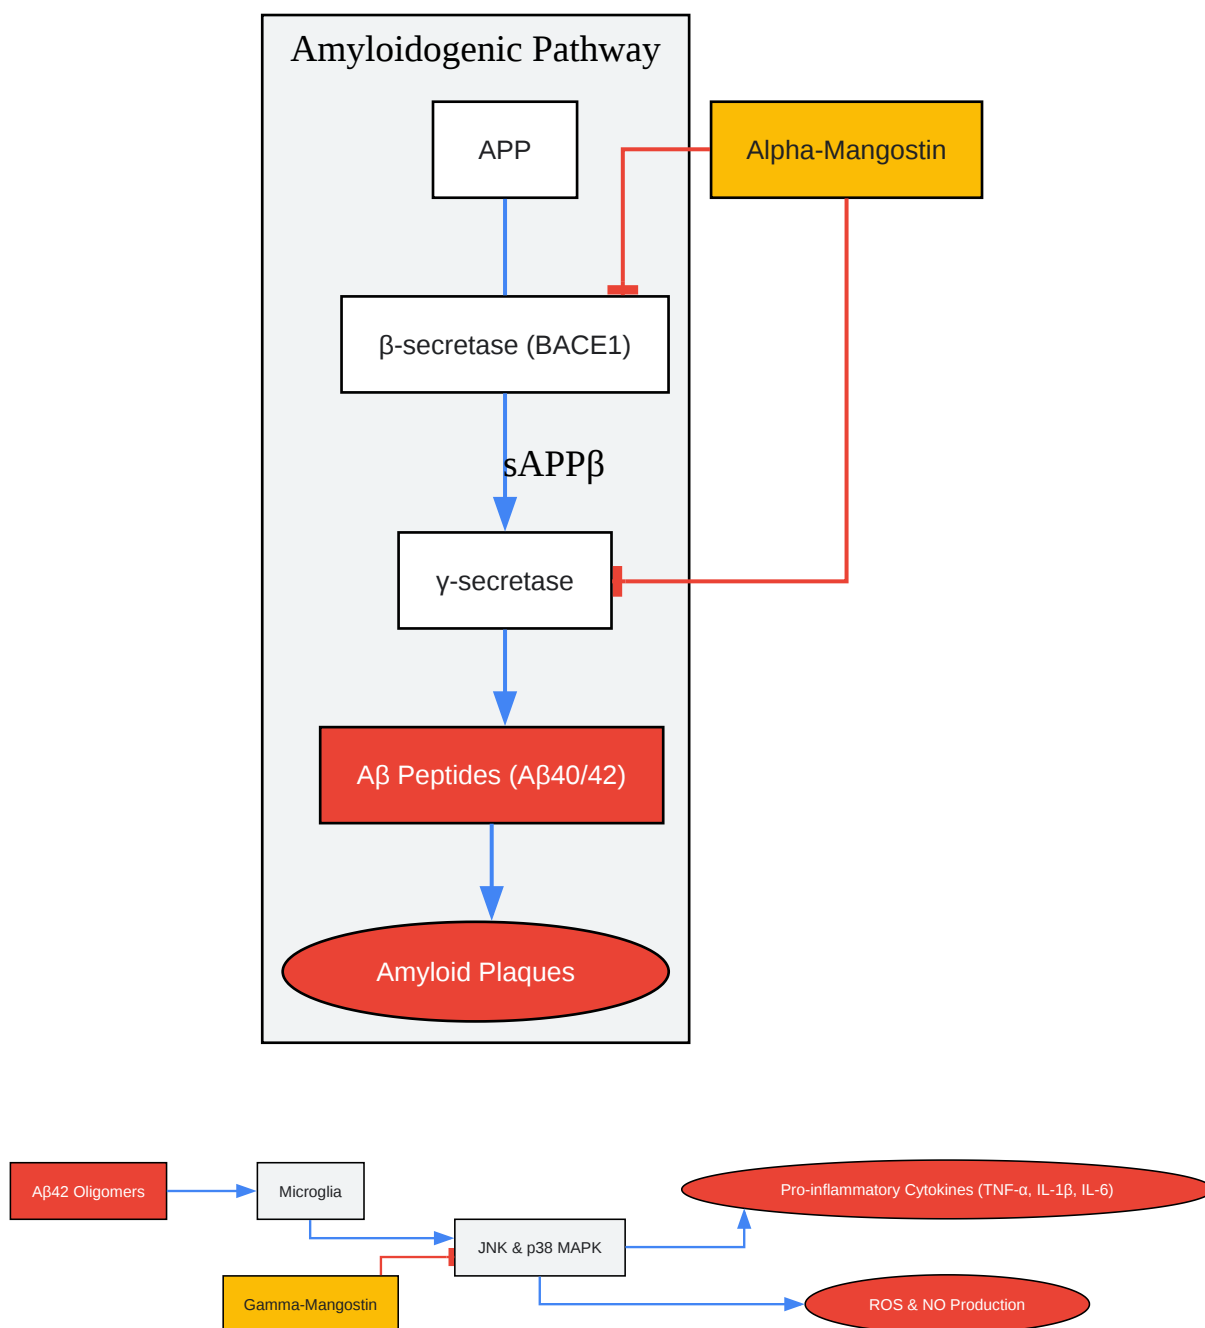 Amyloidogenic Pathway
APP
Alpha-Mangostin
β-secretase (BACE1)
sAPPβ
γ-secretase
Aβ Peptides (Aβ40/42)
Amyloid Plaques
Aβ42 Oligomers
Microglia
Pro-inflammatory Cytokines (TNF-α, IL-1β, IL-6)
JNK & p38 MAPK
Gamma-Mangostin
ROS & NO Production